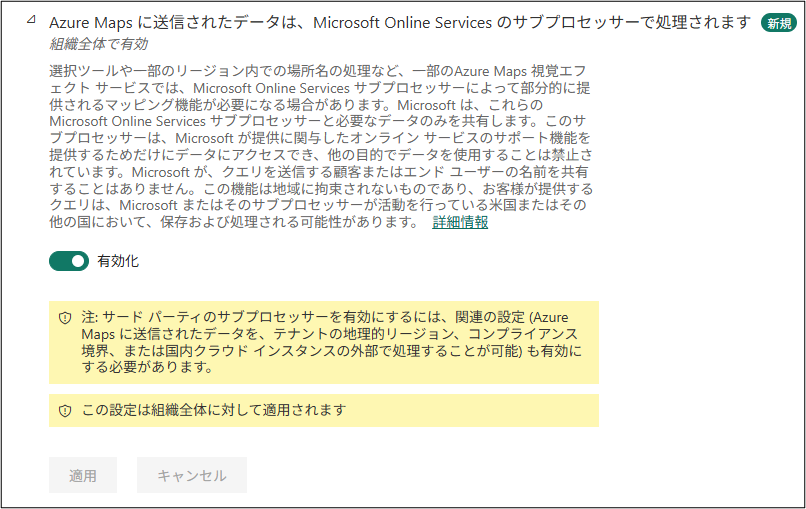 Azure Maps に送信されたデータは、Microsoft Online Services のサブプロセッサーで処理されます 新規
組織全体で有効
選択ツールや一部のリージョン内での場所名の処理など、一部のAzure Maps 視覚エフ
ェクト サービスでは、Microsoft Online Services サブプロセッサーによって部分的に提
供されるマッピング機能が必要になる場合があります。Microsoft は、これらの
Microsoft Online Services サブプロセッサーと必要なデータのみを共有します。このサ
ブプロセッサーは、Microsoft が提供に関与したオンライン サービスのサポート機能を
提供するためだけにデータにアクセスでき、他の目的でデータを使用することは禁止さ
れています。Microsoft が、クエリを送信する顧客またはエンド ユーザーの名前を共有
することはありません。この機能は地域に拘束されないものであり、お客様が提供する
クエリは、Microsoft またはそのサブプロセッサーが活動を行っている米国またはその
他の国において、保存および処理される可能性があります。 詳細情報
有効化
注: サード パーティのサブプロセッサーを有効にするには、関連の設定 (Azure
Maps に送信されたデータを、テナントの地理的リージョン、コンプライアンス
境界、または国内クラウド インスタンスの外部で処理することが可能) も有効に
する必要があります。
この設定は組織全体に対して適用されます
適用 キャンセル